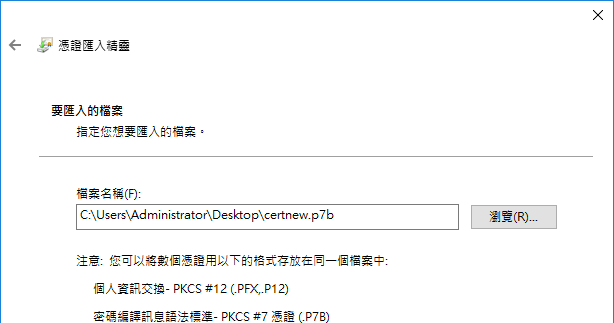 憑證匯入精靈
要匯入的檔案
指定您想要匯入的檔案。
檔案名稱(F):
C:\Users\Administrator\Desktop\certnew.p7b
瀏覽(R)...
注意: 您可以將數個憑證用以下的格式存放在同一個檔案中:
個人資訊交換- PKCS #12 (.PFX,.P12)
密碼編譯訊息語法標準- PKCS #7 憑證 (.P7B)